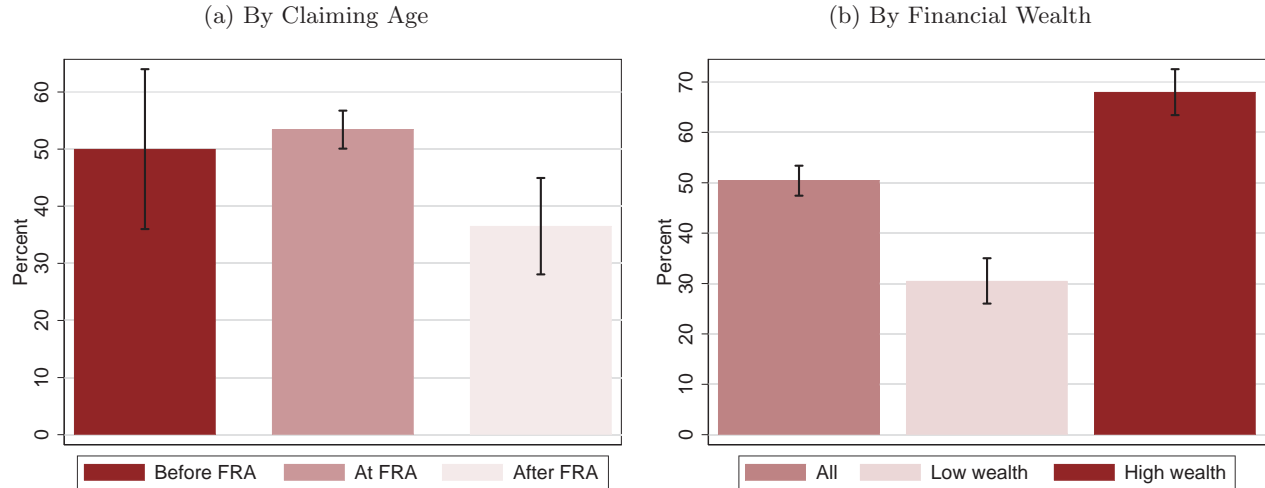 (a) By Claiming Age
Percent
60
50
40
30
20
10
0
Before FRA At FRA After FRA
(b) By Financial Wealth
Percent
70
60
50
40
30
20
10
0
All Low wealth High wealth